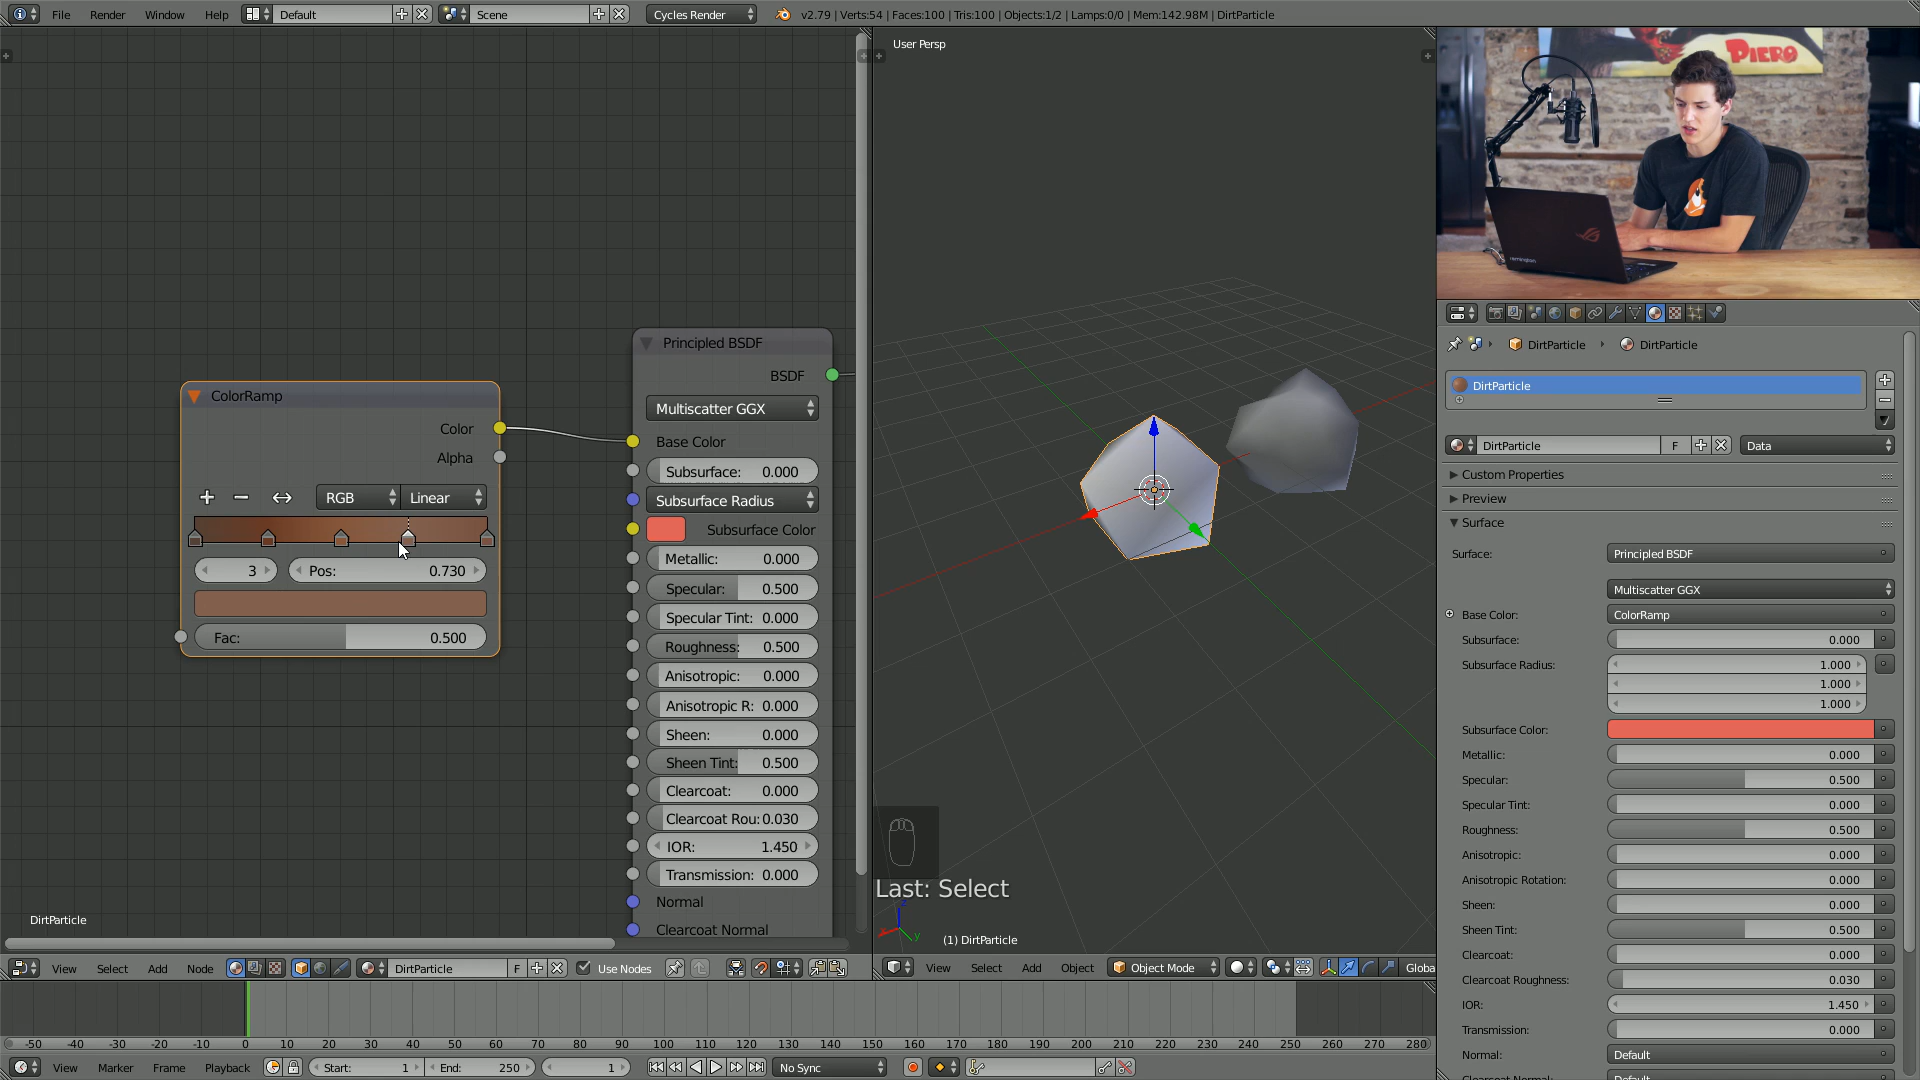 File Render Window Help Default Scene Cycles Render v2.79 | Verts:54 | Faces:100 | Tris:100 | Objects:1/2 | Lamps:0/0 | Mem:142.98M | DirtParticle
User Persp
PIERO
remington
ColorRamp
Color
Alpha
RGB Linear
3 Pos: 0.730
Fac: 0.500
Principled BSDF
BSDF
Multiscatter GGX
Base Color
Subsurface: 0.000
Subsurface Radius
Subsurface Color
Metallic: 0.000
Specular: 0.500
Specular Tint: 0.000
Roughness: 0.500
Anisotropic: 0.000
Anisotropic R: 0.000
Sheen: 0.000
Sheen Tint: 0.500
Clearcoat: 0.000
Clearcoat Rou: 0.030
IOR: 1.450
Transmission: 0.000
Normal
Clearcoat Normal
DirtParticle
Last: Select
z
x
y
(1) DirtParticle
DirtParticle DirtParticle
DirtParticle
DirtParticle F Data
Custom Properties
Preview
Surface
Surface: Principled BSDF
Multiscatter GGX
Base Color: ColorRamp
Subsurface: 0.000
Subsurface Radius: 1.000
1.000
1.000
Subsurface Color:
Metallic: 0.000
Specular: 0.500
Specular Tint: 0.000
Roughness: 0.500
Anisotropic: 0.000
Anisotropic Rotation: 0.000
Sheen: 0.000
Sheen Tint: 0.500
Clearcoat: 0.000
Clearcoat Roughness: 0.030
IOR: 1.450
Transmission: 0.000
Normal: Default
View Select Add Node DirtParticle F Use Nodes
View Select Add Object Object Mode Globa
-50 -40 -30 -20 -10 0 10 20 30 40 50 60 70 80 90 100 110 120 130 140 150 160 170 180 190 200 210 220 230 240 250 260 270 280
View Marker Frame Playback Start: 1 End: 250 1 No Sync